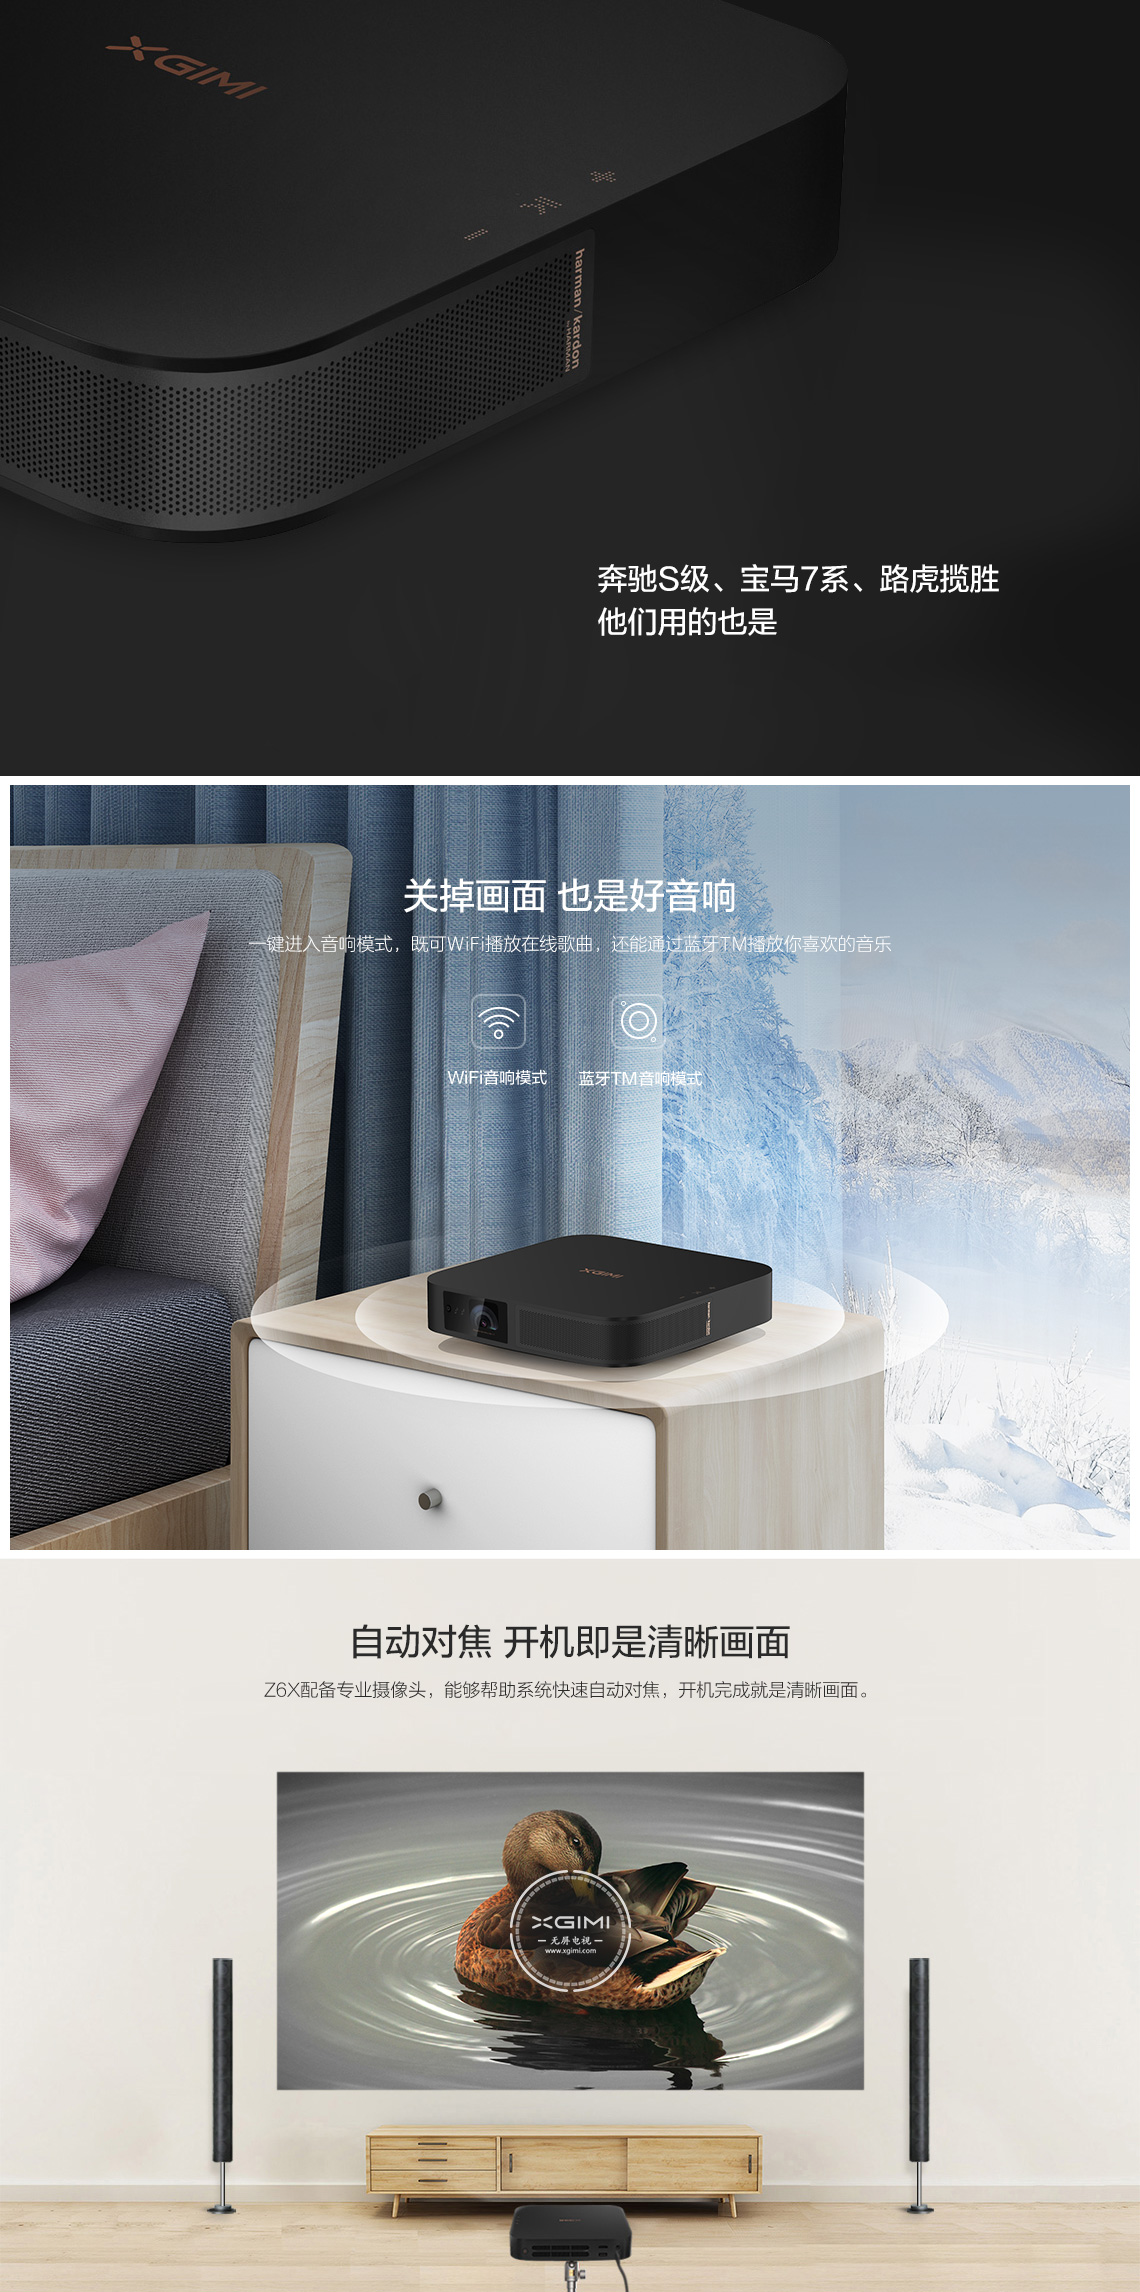 XGIMI
harman/kardon
by HARMAN
奔驰S级、宝马7系、路虎揽胜
他们用的也是
关掉画面 也是好音响
一键进入音响模式，既可WiFi播放在线歌曲，还能通过蓝牙TM播放你喜欢的音乐
WiFi音响模式 蓝牙TM音响模式
XGIMI
自动对焦 开机即是清晰画面
Z6X配备专业摄像头，能够帮助系统快速自动对焦，开机完成就是清晰画面。
XGIMI
无屏电视
www.xgimi.com